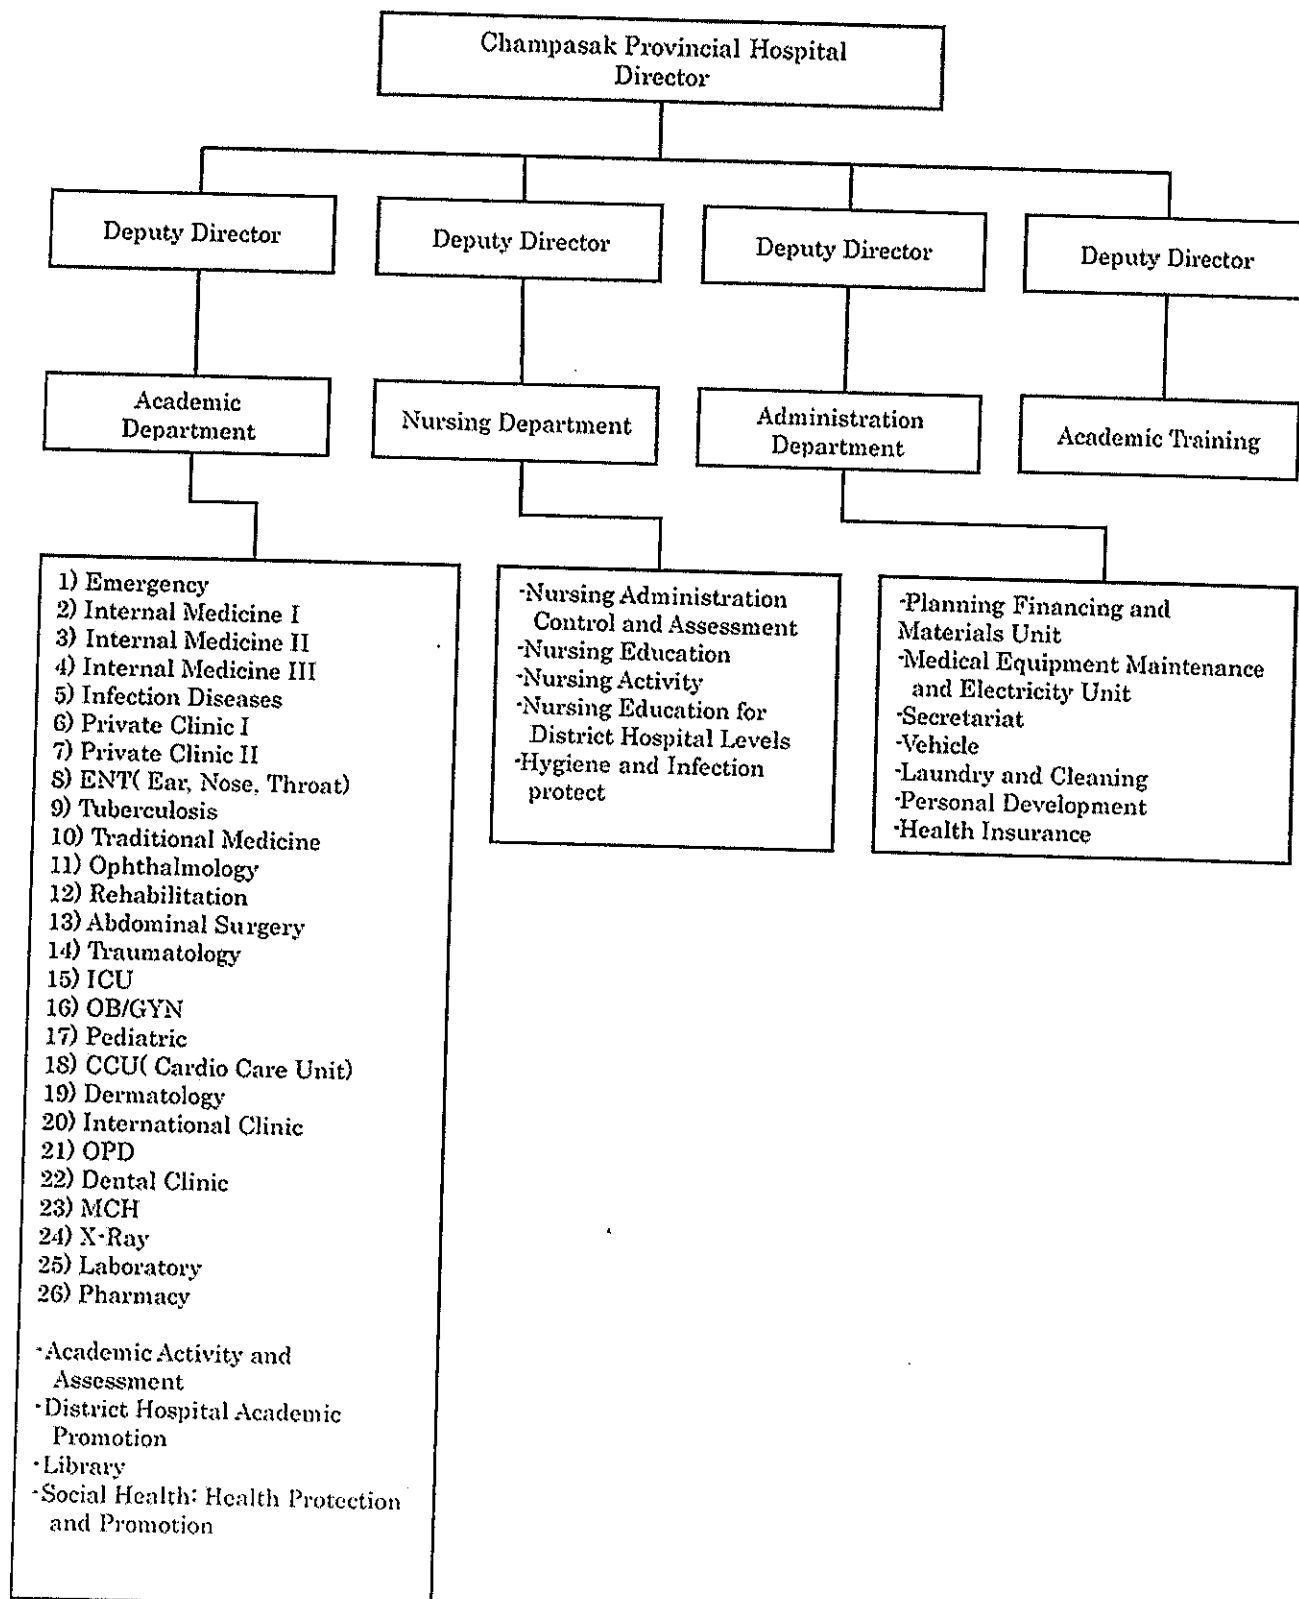 Champasak Provincial Hospital
Director
Deputy Director
Deputy Director
Deputy Director
Deputy Director
Academic
Department
Nursing Department
Administration
Department
Academic Training
1) Emergency
2) Internal Medicine I
3) Internal Medicine II
4) Internal Medicine III
5) Infection Diseases
6) Private Clinic I
7) Private Clinic II
8) ENT( Ear, Nose, Throat)
9) Tuberculosis
10) Traditional Medicine
11) Ophthalmology
12) Rehabilitation
13) Abdominal Surgery
14) Traumatology
15) ICU
16) OB/GYN
17) Pediatric
18) CCU( Cardio Care Unit)
19) Dermatology
20) International Clinic
21) OPD
22) Dental Clinic
23) MCH
24) X-Ray
25) Laboratory
26) Pharmacy
-Academic Activity and
Assessment
-District Hospital Academic
Promotion
-Library
-Social Health: Health Protection
and Promotion
-Nursing Administration
Control and Assessment
-Nursing Education
-Nursing Activity
-Nursing Education for
District Hospital Levels
-Hygiene and Infection
protect
-Planning Financing and
Materials Unit
-Medical Equipment Maintenance
and Electricity Unit
-Secretariat
-Vehicle
-Laundry and Cleaning
-Personal Development
-Health Insurance